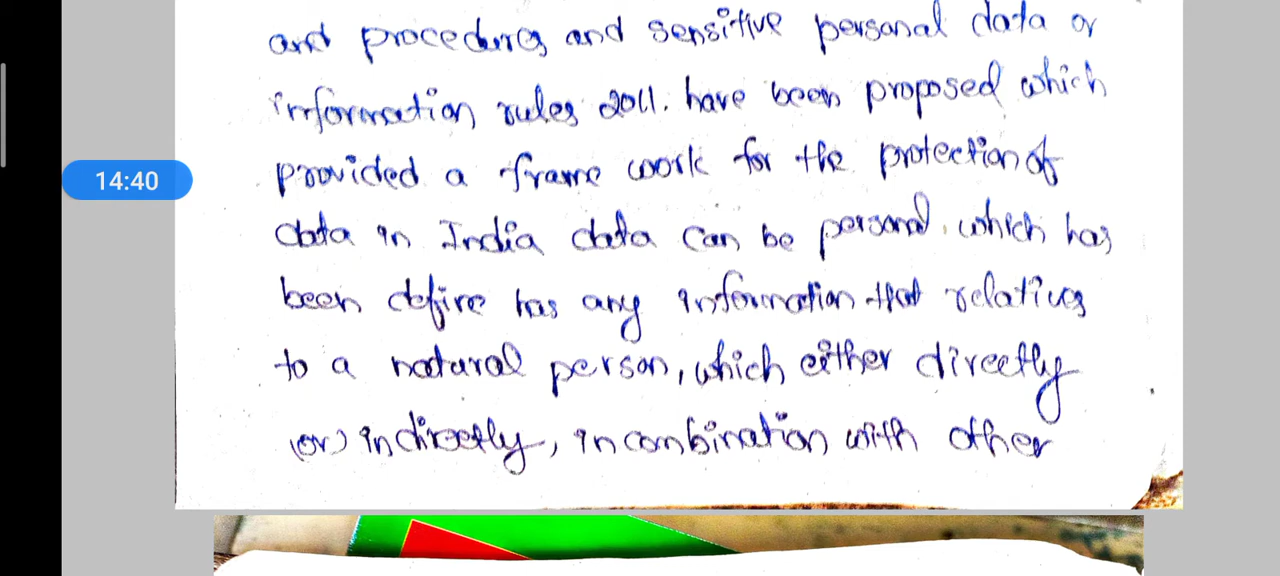 and procedures and sensitive personal data or
information rules 2011. have been proposed which
provided a frame work for the protection of
14:40
data in India data can be personal. which has
been define has any information that relatives
to a natural person, which either directly
(or) indirectly, in combination with other